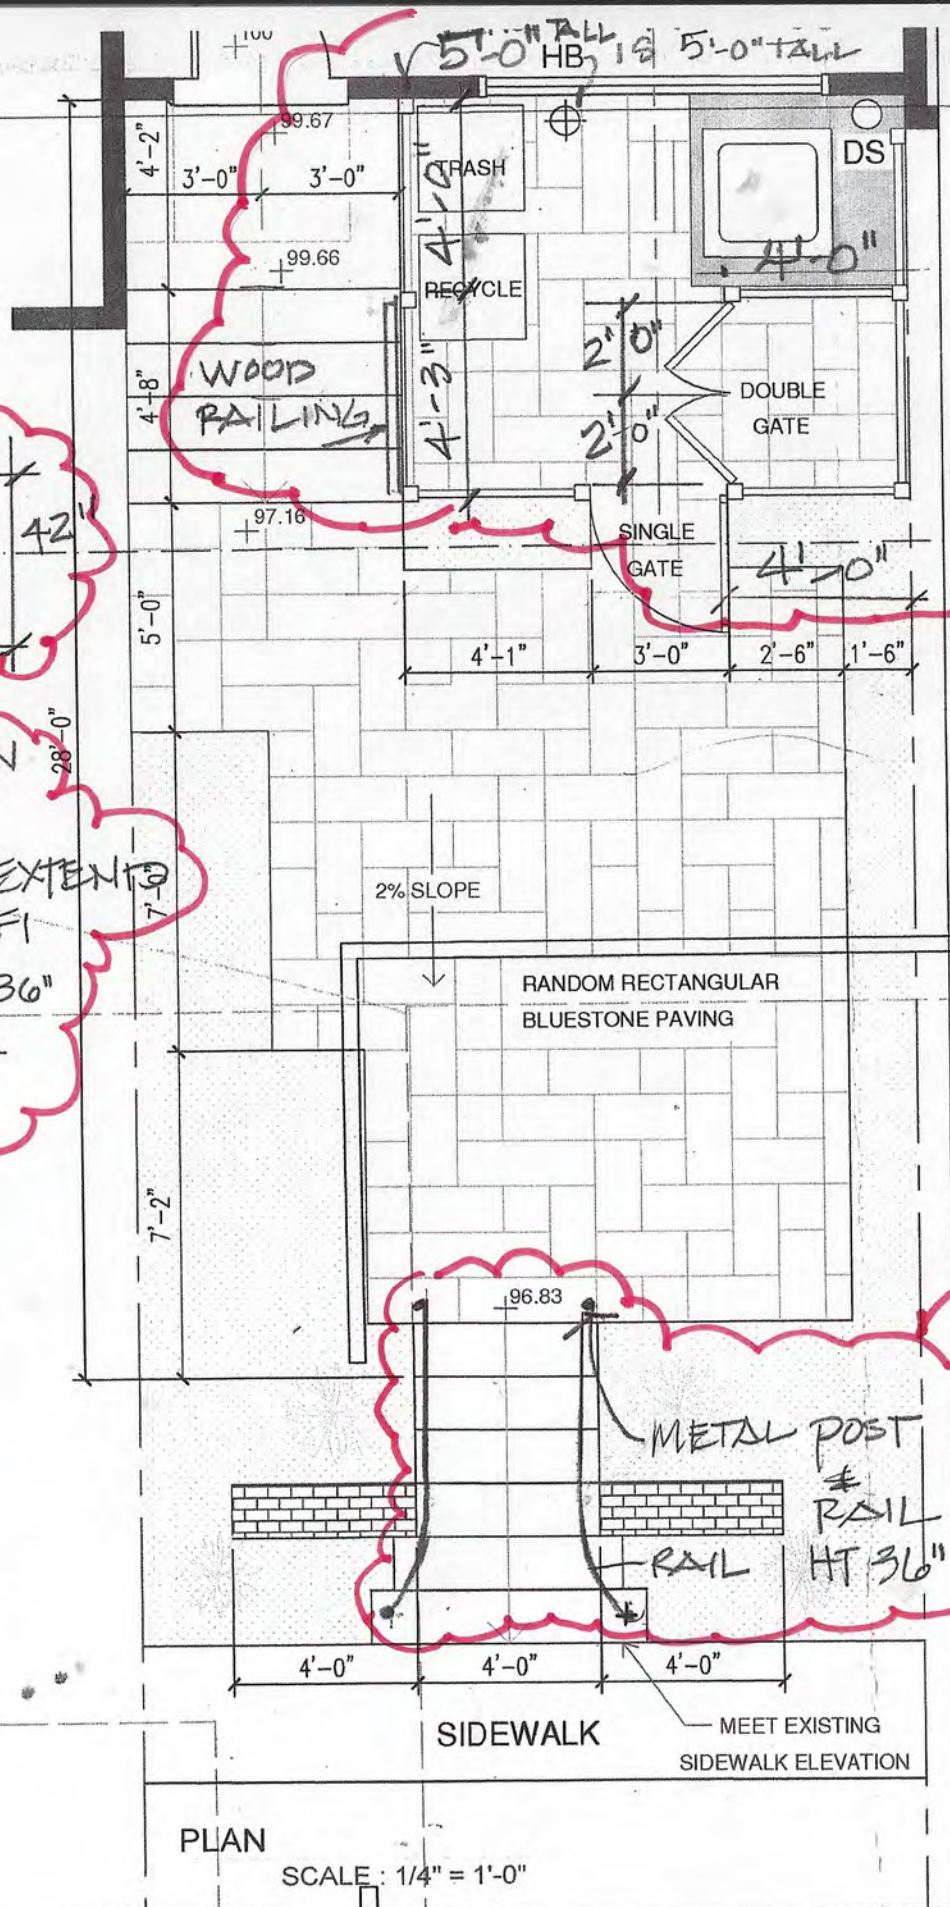 100
5'-0" TALL
HB
5'-0" TALL
99.67
4'-2"
3'-0"
3'-0"
TRASH
4'-0"
DS
99.66
RECYCLE
4'-0"
WOOD
RAILING
4'-8"
4'-3"
2'0"
2'-0"
DOUBLE
GATE
42"
97.16
SINGLE
GATE
4'-0"
5'-0"
4'-1"
3'-0"
2'-6"
1'-6"
28'-0"
EXTEND
2% SLOPE
36"
RANDOM RECTANGULAR
BLUESTONE PAVING
7'-2"
96.83
METAL POST
&
RAIL
HT 36"
RAIL
4'-0"
4'-0"
4'-0"
SIDEWALK
MEET EXISTING
SIDEWALK ELEVATION
PLAN
SCALE : 1/4" = 1'-0"